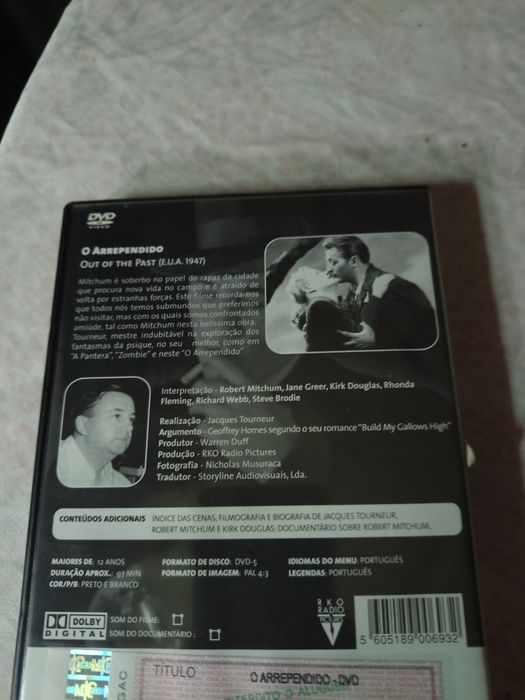 DVD
VIDEO
O ARREPENDIDO
OUT OF THE PAST (E.U.A. 1947)
Mitchum é soberbo no papel do rapaz da cidade
que procura nova vida no campo e é atraído de
volta por estranhas forças. Este filme recorda-nos
que todos nós temos submundos que preferimos
não visitar, mas com os quais somos confrontados
amiúde, tal como Mitchum nesta belíssima obra.
Tourneur, mestre indubitável na exploração dos
fantasmas da psique, no seu melhor, como em
"A Pantera", "Zombie" e neste "O Arrependido"
Interpretação - Robert Mitchum, Jane Greer, Kirk Douglas, Rhonda
Fleming, Richard Webb, Steve Brodie
Realização - Jacques Tourneur
Argumento - Geoffrey Homes segundo o seu romance "Build My Gallows High"
Produtor - Warren Duff
Produção - RKO Radio Pictures
Fotografia - Nicholas Musuraca
Tradutor - Storyline Audiovisuais, Lda.
CONTEÚDOS ADICIONAIS ÍNDICE DAS CENAS; FILMOGRAFIA E BIOGRAFIA DE JACQUES TOURNEUR,
ROBERT MITCHUM E KIRK DOUGLAS; DOCUMENTÁRIO SOBRE ROBERT MITCHUM.
MAIORES DE: 12 ANOS FORMATO DE DISCO: DVD-5 IDIOMAS DO MENU: PORTUGUÊS
DURAÇÃO APROX.: 97 MIN FORMATO DE IMAGEM: PAL 4:3 LEGENDAS: PORTUGUÊS
COR/P/B: PRETO E BRANCO
DOLBY
DIGITAL
SOM DO FILME:
SOM DO DOCUMENTÁRIO :
RKO
RADIO
PICTURES
5 605189 006932
IGAC
TÍTULO
O ARREPENDIDO - DVD
INTERDITO O ALUGUER